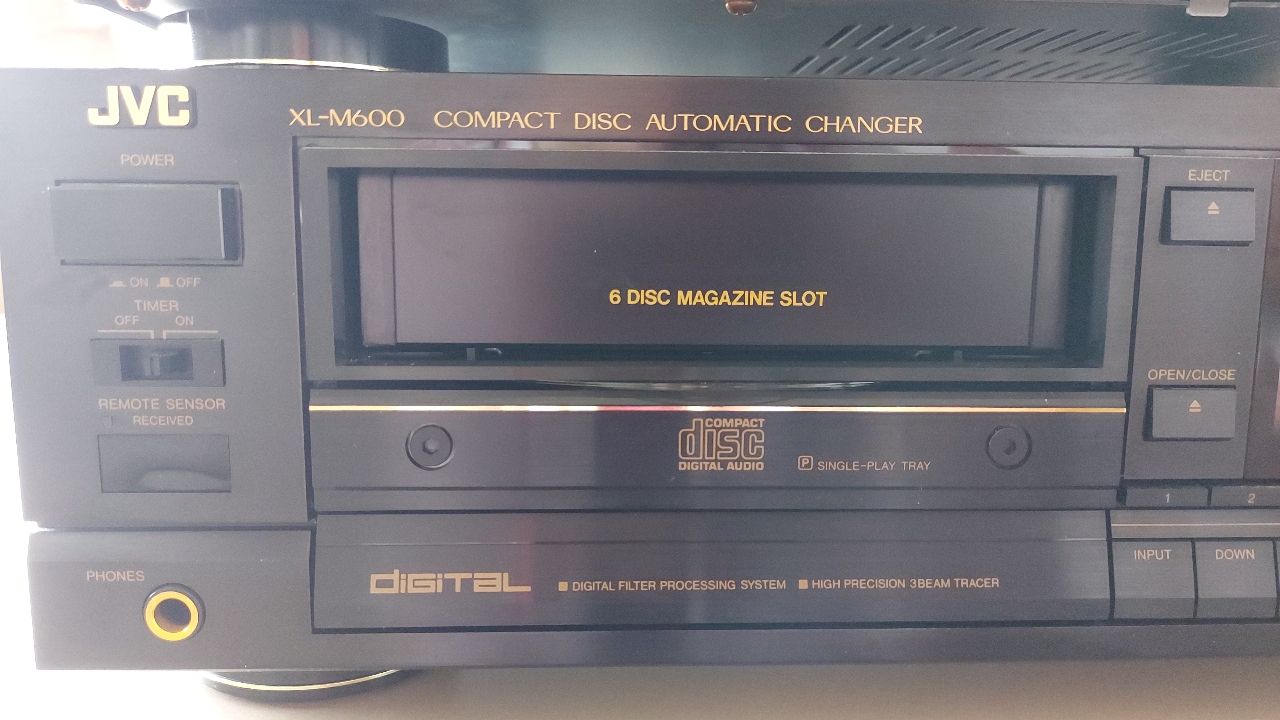 JVC
XL-M600 COMPACT DISC AUTOMATIC CHANGER
POWER
ON OFF
TIMER
OFF ON
REMOTE SENSOR
RECEIVED
PHONES
6 DISC MAGAZINE SLOT
COMPACT
disc
DIGITAL AUDIO
P SINGLE-PLAY TRAY
DIGITAL
DIGITAL FILTER PROCESSING SYSTEM HIGH PRECISION 3BEAM TRACER
EJECT
OPEN/CLOSE
1 2
INPUT DOWN